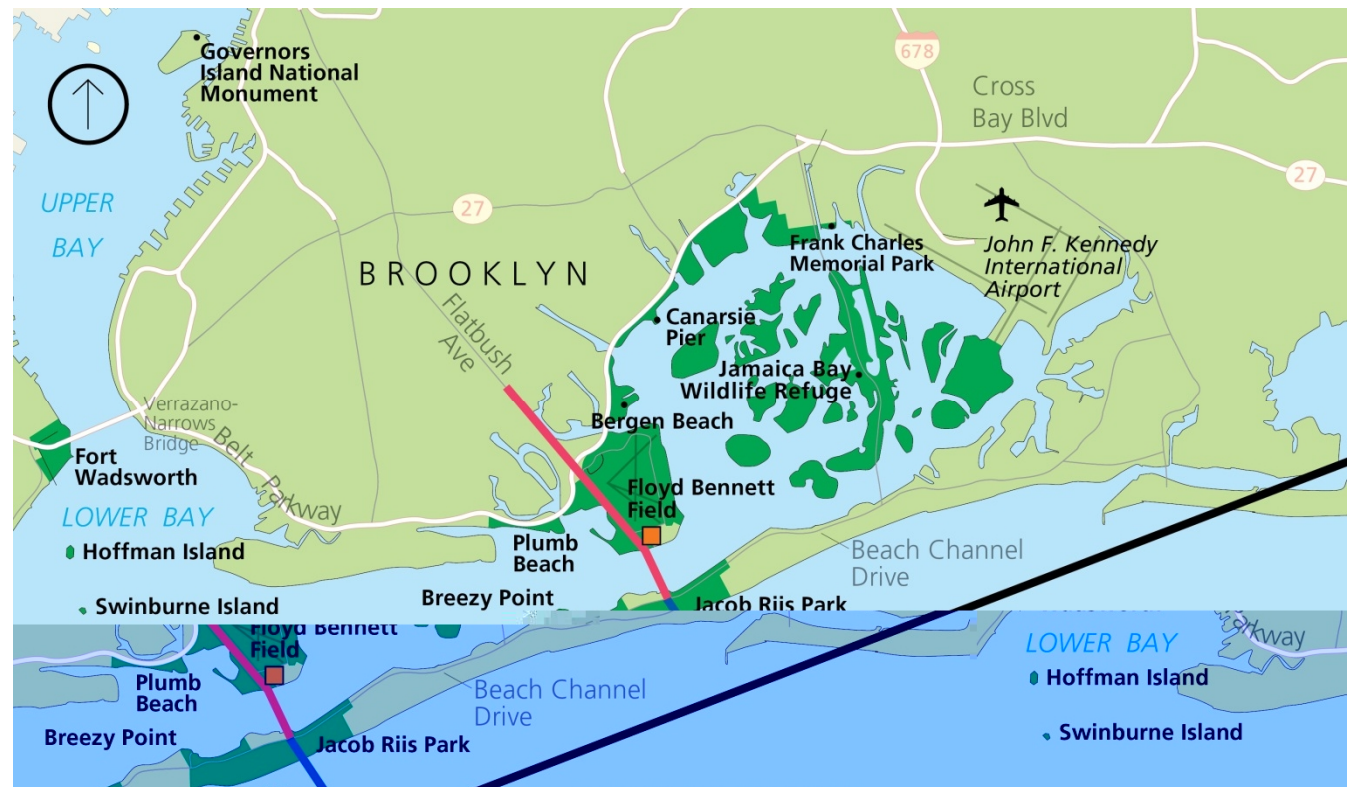 Governors
Island National
Monument
678
Cross
Bay Blvd
UPPER
BAY
27
27
Frank Charles
Memorial Park
John F. Kennedy
International
Airport
BROOKLYN
Flatbush
Ave
Canarsie
Pier
Jamaica Bay
Wildlife Refuge
Bergen Beach
Verrazano-
Narrows
Bridge
Belt Parkway
Fort
Wadsworth
Floyd Bennett
Field
LOWER BAY
Hoffman Island
Plumb
Beach
Beach Channel
Drive
Breezy Point
Swinburne Island
Jacob Riis Park
Floyd Bennett
Field
LOWER BAY
Parkway
Plumb
Beach
Hoffman Island
Beach Channel
Drive
Breezy Point
Jacob Riis Park
Swinburne Island